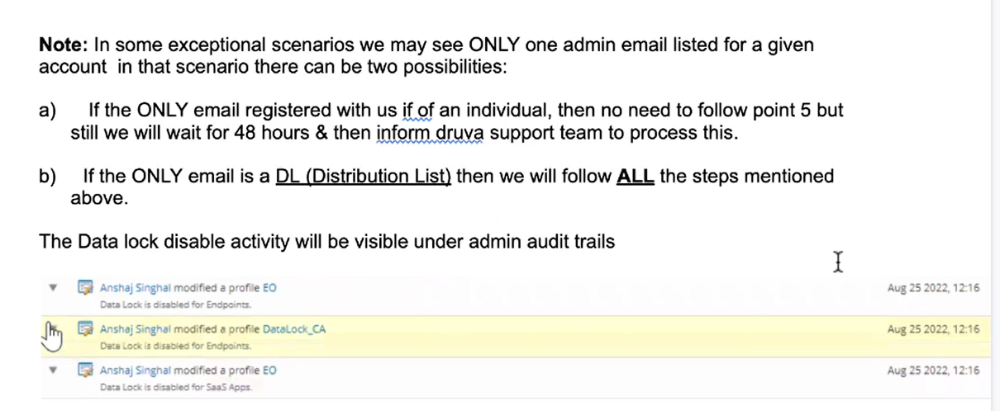 Note: In some exceptional scenarios we may see ONLY one admin email listed for a given
account in that scenario there can be two possibilities:
a) If the ONLY email registered with us if of an individual, then no need to follow point 5 but
still we will wait for 48 hours & then inform druva support team to process this.
b) If the ONLY email is a DL (Distribution List) then we will follow ALL the steps mentioned
above.
The Data lock disable activity will be visible under admin audit trails
Anshaj Singhal modified a profile EO Aug 25 2022, 12:16
Data Lock is disabled for Endpoints.
Anshaj Singhal modified a profile DataLock_CA Aug 25 2022, 12:16
Data Lock is disabled for Endpoints.
Anshaj Singhal modified a profile EO Aug 25 2022, 12:16
Data Lock is disabled for SaaS Apps.